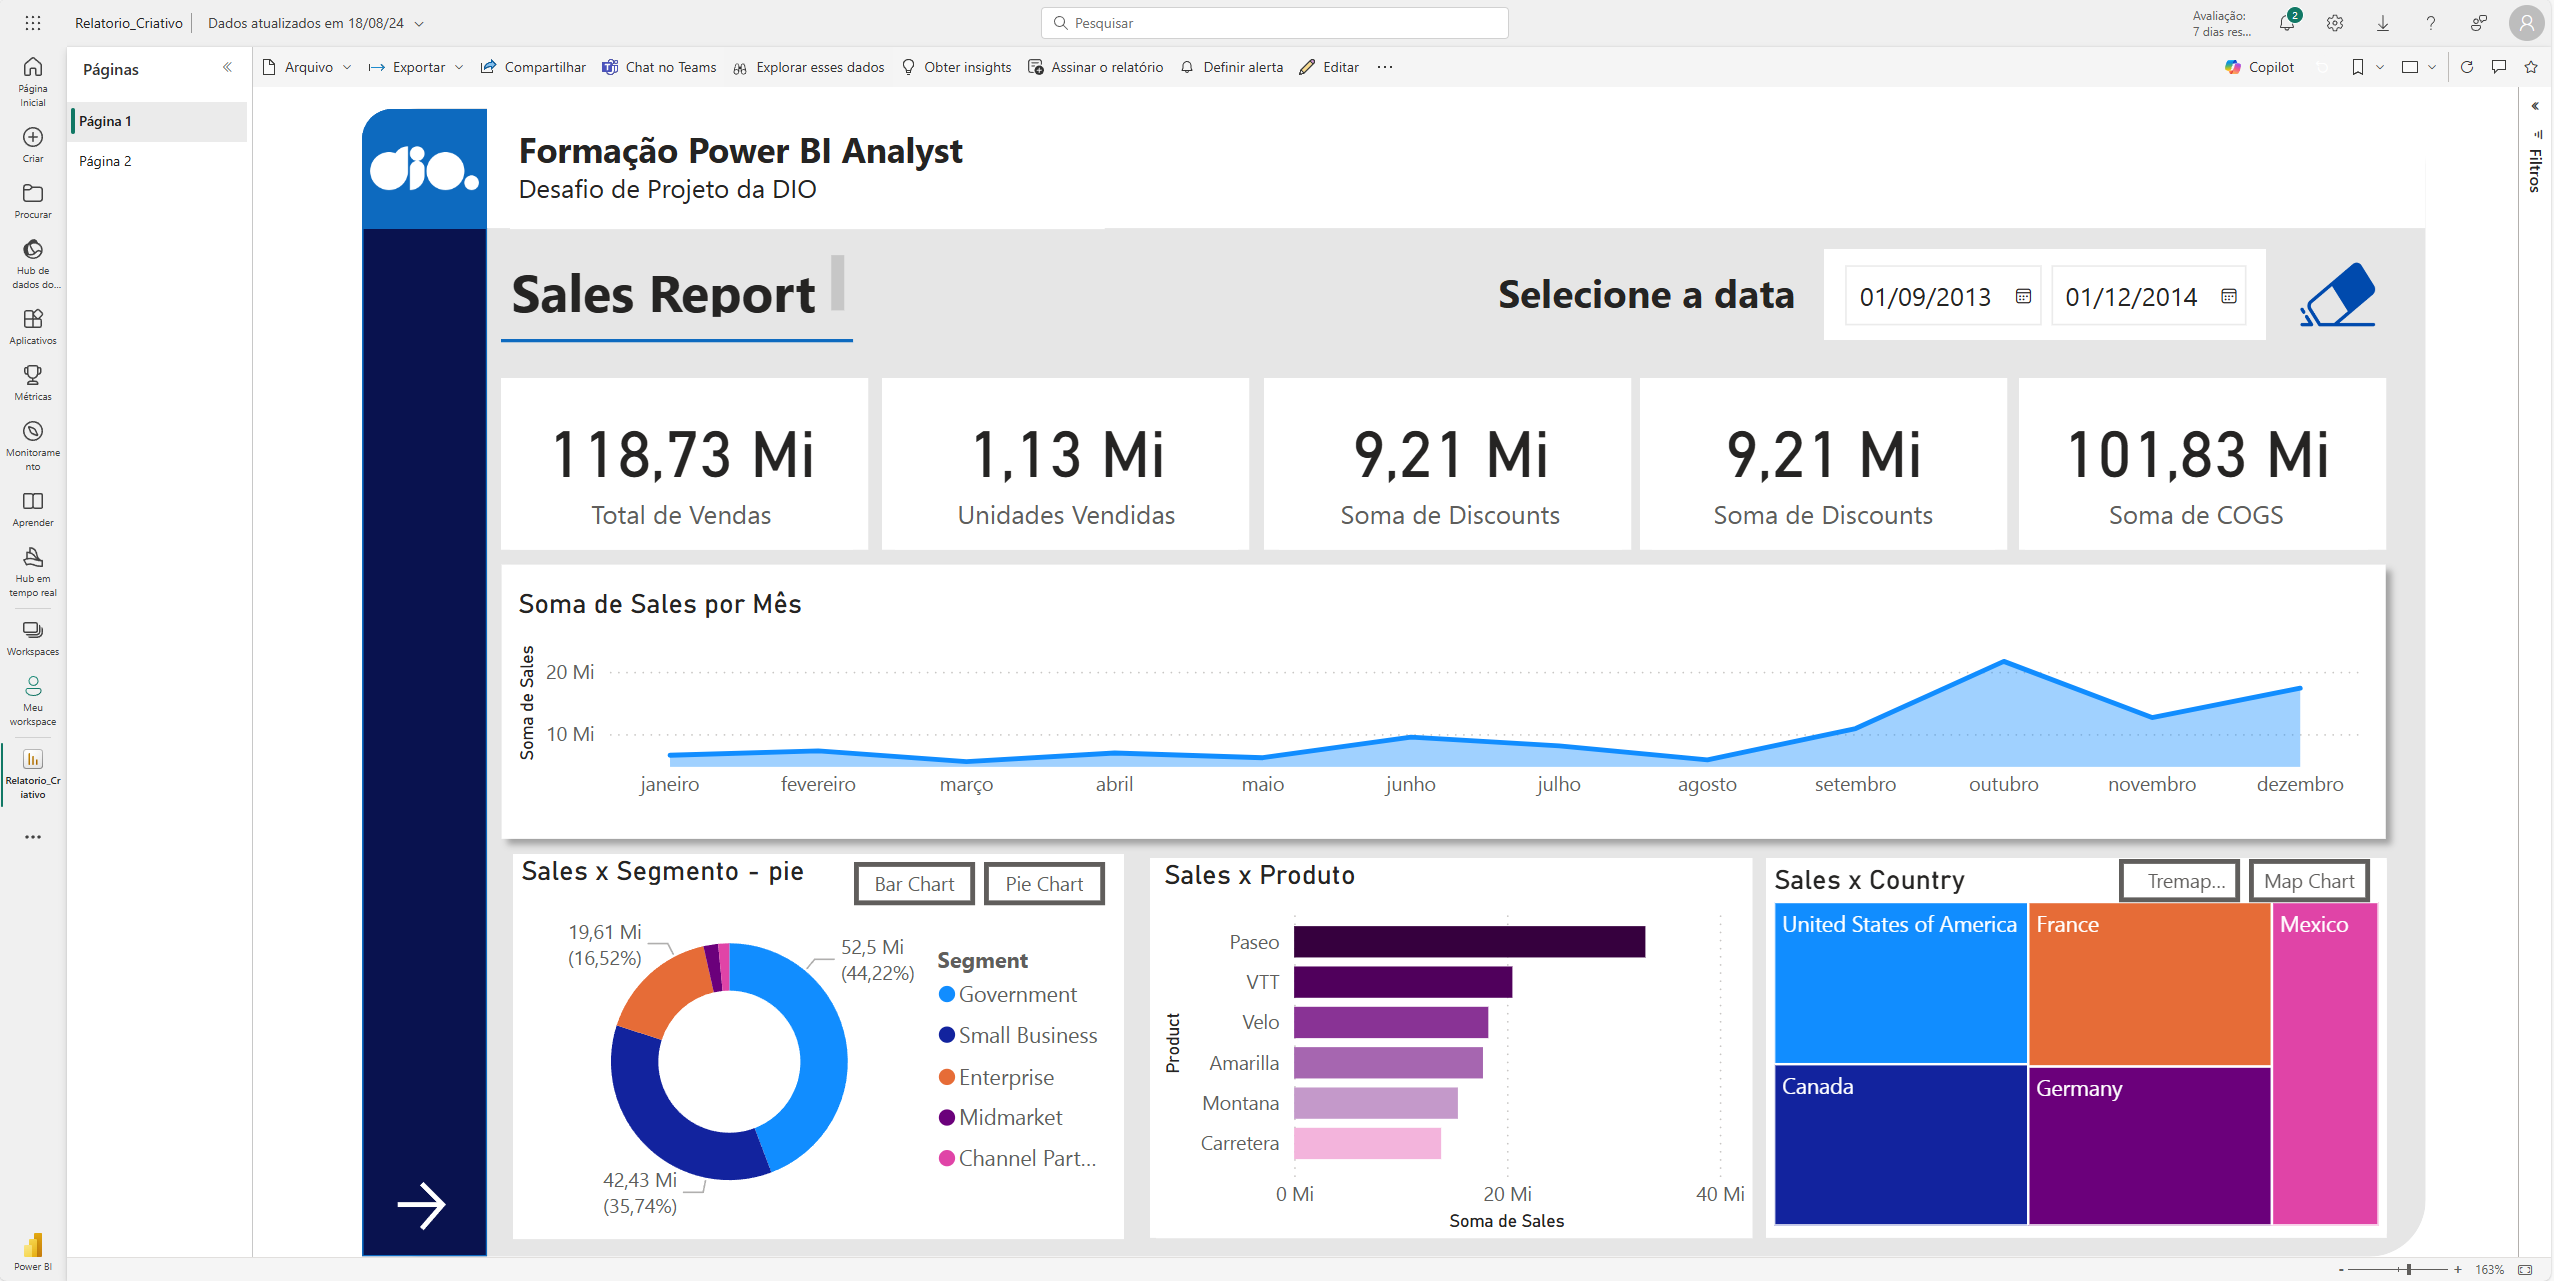 Relatorio_Criativo
Dados atualizados em 18/08/24
Pesquisar
Avaliação:
7 dias res...
2
Página
Inicial
Criar
Procurar
Hub de
dados do...
Aplicativos
Métricas
Monitorame
nto
Aprender
Hub em
tempo real
Workspaces
Meu
workspace
Relatorio_Cr
iativo
Power BI
Páginas
Página 1
Página 2
Arquivo
Exportar
Compartilhar
Chat no Teams
Explorar esses dados
Obter insights
Assinar o relatório
Definir alerta
Editar
Copilot
Filtros
dio.
Formação Power BI Analyst
Desafio de Projeto da DIO
Sales Report
Selecione a data
01/09/2013
01/12/2014
118,73 Mi
Total de Vendas
1,13 Mi
Unidades Vendidas
9,21 Mi
Soma de Discounts
9,21 Mi
Soma de Discounts
101,83 Mi
Soma de COGS
Soma de Sales por Mês
Soma de Sales
20 Mi
10 Mi
janeiro
fevereiro
março
abril
maio
junho
julho
agosto
setembro
outubro
novembro
dezembro
Sales x Segmento - pie
Bar Chart
Pie Chart
19,61 Mi
(16,52%)
52,5 Mi
(44,22%)
42,43 Mi
(35,74%)
Segment
Government
Small Business
Enterprise
Midmarket
Channel Part...
Sales x Produto
Product
Paseo
VTT
Velo
Amarilla
Montana
Carretera
0 Mi
20 Mi
40 Mi
Soma de Sales
Sales x Country
Tremap...
Map Chart
United States of America
France
Mexico
Canada
Germany
163%